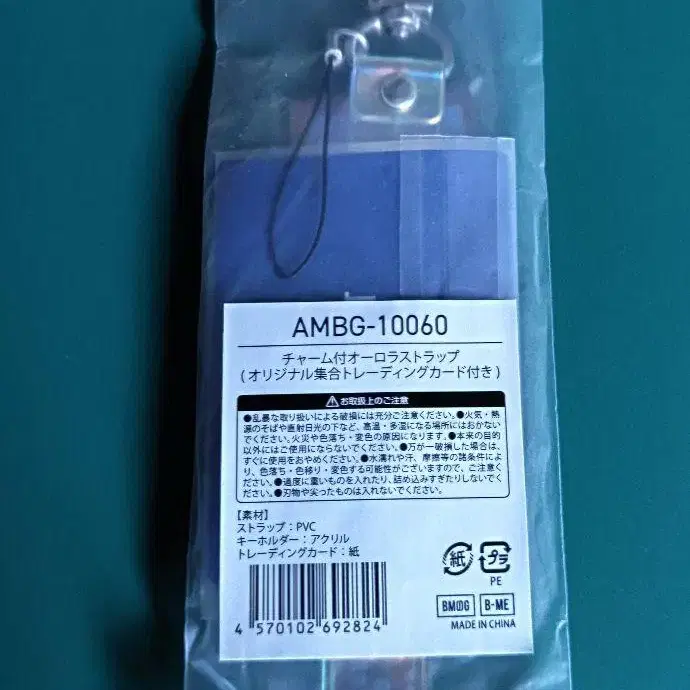 AMBG-10060
チャーム付オーロラストラップ
(オリジナル集合トレーディングカード付き)
お取扱上のご注意
●乱暴な取り扱いによる破損には充分ご注意ください。●火気・熱
源のそばや直射日光の下など、高温・多湿になる場所にはおかない
でください。火災や色落ち・変色の原因になります。●本来の目的
以外にはご使用にならないでください。●万が一破損した場合は、
すぐに使用をおやめください。●水濡れや汗、摩擦等の諸条件によ
り、色落ち・色移り・変色する可能性がございますので、ご注意く
ださい。●過度に重いものを入れたり、詰め込みすぎたりしないでく
ださい。●刃物や尖ったものは入れないでください。
【素材】
ストラップ：PVC
キーホルダー：アクリル
トレーディングカード：紙
紙 プラ
PE
BMDG B-ME
MADE IN CHINA
4 570102 692824